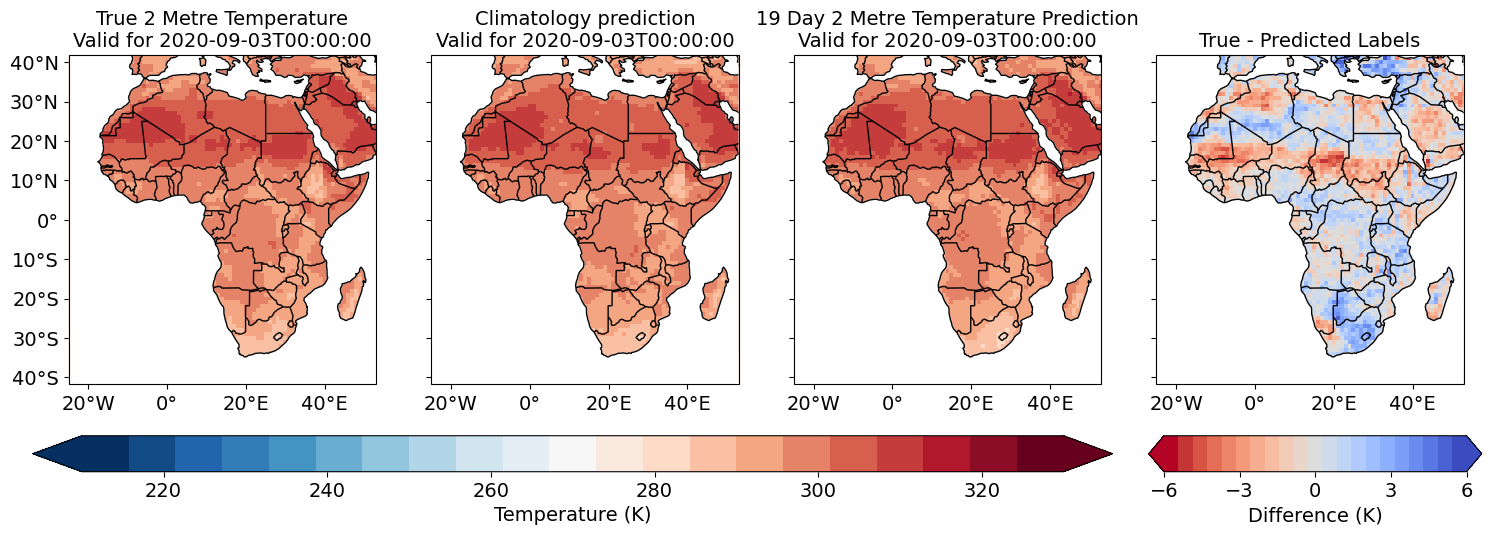 True 2 Metre Temperature
Valid for 2020-09-03T00:00:00
Climatology prediction
Valid for 2020-09-03T00:00:00
19 Day 2 Metre Temperature Prediction
Valid for 2020-09-03T00:00:00
True - Predicted Labels
40°N
30°N
20°N
10°N
0°
10°S
20°S
30°S
40°S
20°W 0° 20°E 40°E
20°W 0° 20°E 40°E
20°W 0° 20°E 40°E
20°W 0° 20°E 40°E
220 240 260 280 300 320
Temperature (K)
−6 −3 0 3 6
Difference (K)